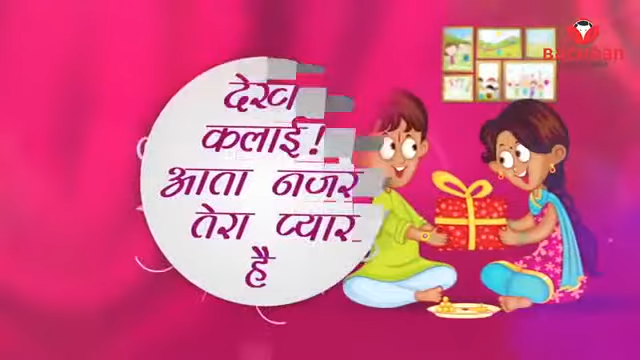 देख
कलाई!
आता नजर
तेरा प्यार
है